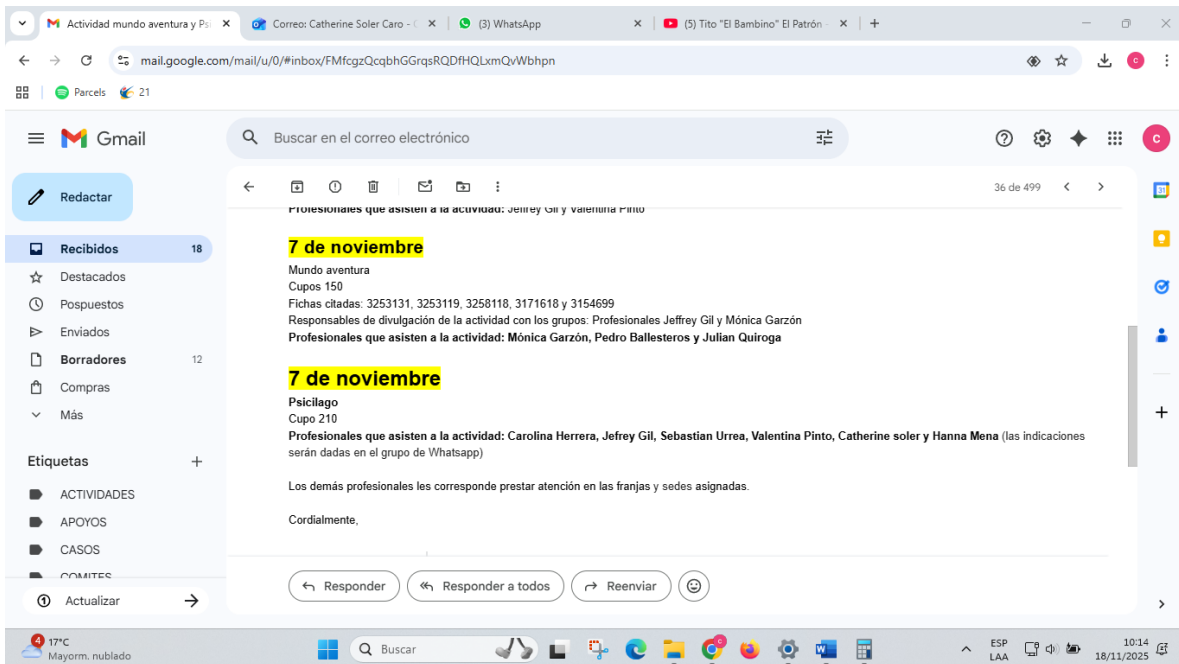 Actividad mundo aventura y Psi
Correo: Catherine Soler Caro - C
(3) WhatsApp
(5) Tito "El Bambino" El Patrón -
mail.google.com/mail/u/0/#inbox/FMfcgzQcqbhGGrqsRQDfHQLxmQvWbhpn
Parcels
21
Gmail
Buscar en el correo electrónico
C
Redactar
36 de 499
31
Recibidos 18
Destacados
Pospuestos
Enviados
Borradores 12
Compras
Más
Etiquetas
ACTIVIDADES
APOYOS
CASOS
COMITES
Actualizar
Profesionales que asisten a la actividad: Jeffrey Gil y Valentina Pinto
7 de noviembre
Mundo aventura
Cupos 150
Fichas citadas: 3253131, 3253119, 3258118, 3171618 y 3154699
Responsables de divulgación de la actividad con los grupos: Profesionales Jeffrey Gil y Mónica Garzón
Profesionales que asisten a la actividad: Mónica Garzón, Pedro Ballesteros y Julian Quiroga
7 de noviembre
Psicilago
Cupo 210
Profesionales que asisten a la actividad: Carolina Herrera, Jefrey Gil, Sebastian Urrea, Valentina Pinto, Catherine soler y Hanna Mena (las indicaciones
serán dadas en el grupo de Whatsapp)
Los demás profesionales les corresponde prestar atención en las franjas y sedes asignadas.
Cordialmente,
Responder
Responder a todos
Reenviar
4
17°C
Mayorm. nublado
Buscar
ESP
LAA
10:14
18/11/2025